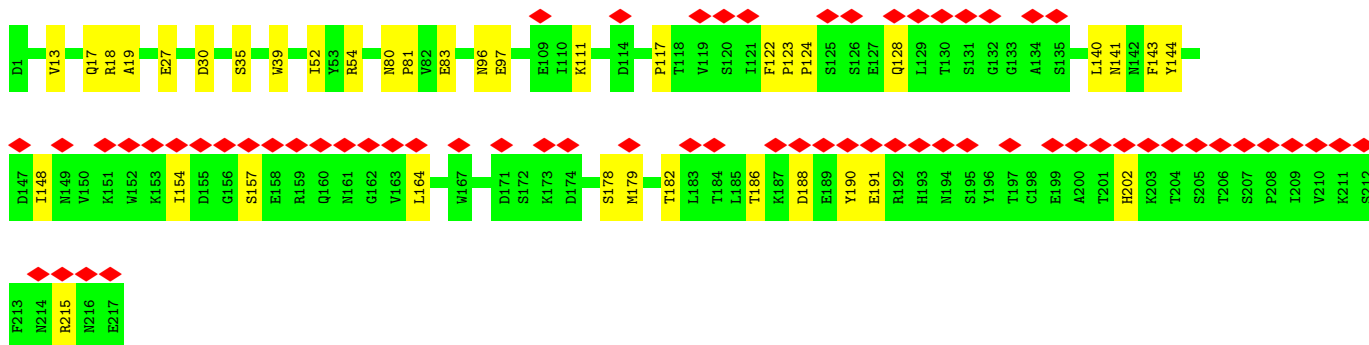 D1 V13 Q17 R18 A19 E27 D30 S35 W39 I52 Y53 R54 N80 P81 V82 E83 N96 E97 E109 I110 K111 D114 P117 T118 V119 S120 I121 F122 P123 P124 S125 S126 E127 Q128 L129 T130 S131 G132 G133 A134 S135 L140 N141 N142 F143 Y144
D147 I148 N149 V150 K151 W152 K153 I154 D155 G156 S157 E158 R159 Q160 N161 G162 V163 L164 W167 D171 S172 K173 D174 S178 M179 T182 L183 T184 L185 T186 K187 D188 E189 Y190 E191 R192 H193 N194 S195 Y196 T197 C198 E199 A200 T201 H202 K203 T204 S205 T206 S207 P208 I209 V210 K211 S212
F213 N214 R215 N216 E217